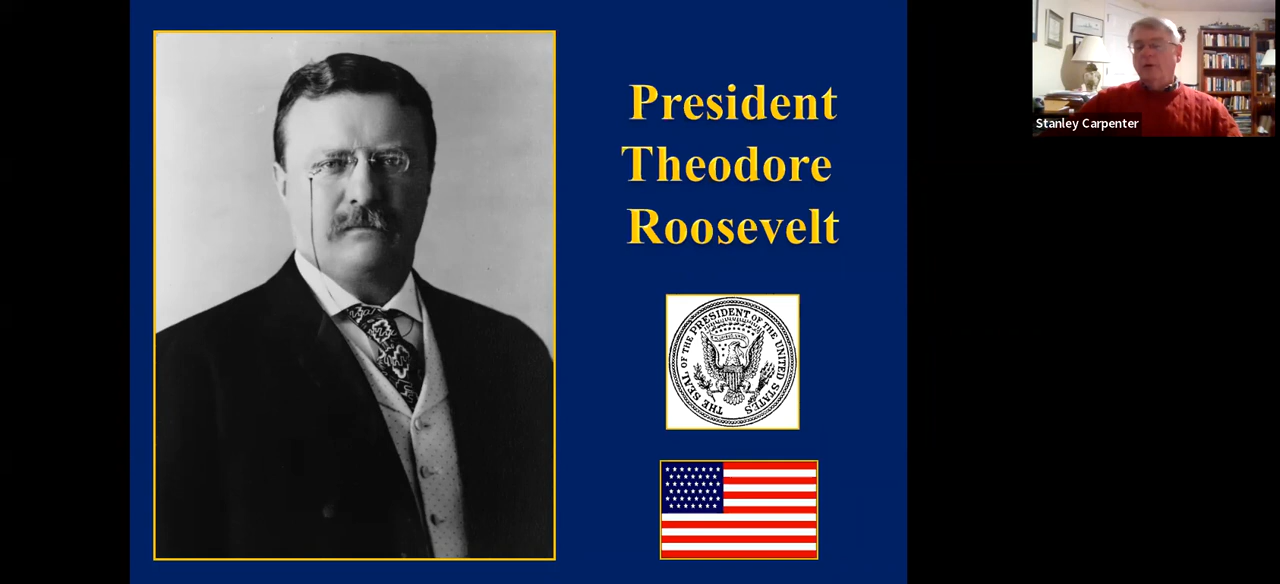 President
Theodore
Roosevelt
THE SEAL OF THE PRESIDENT OF THE UNITED STATES
Stanley Carpenter